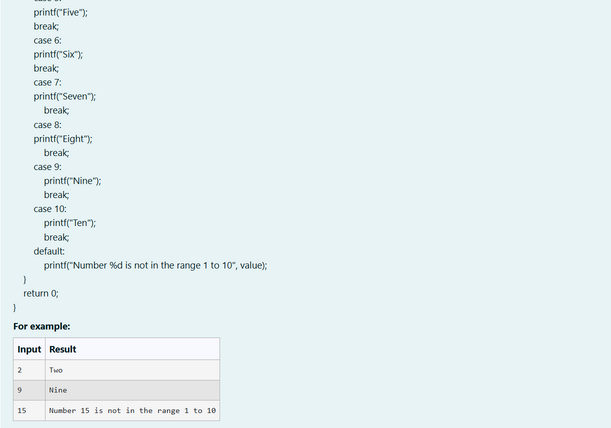 printf("Five");
break;
case 6:
printf("Six");
break;
case 7:
printf("Seven");
break;
case 8:
printf("Eight");
break;
case 9:
printf("Nine");
break;
case 10:
printf("Ten");
break;
default:
printf("Number %d is not in the range 1 to 10", value);
}
return 0;
}
For example:
Input Result
2 Two
9 Nine
15 Number 15 is not in the range 1 to 10